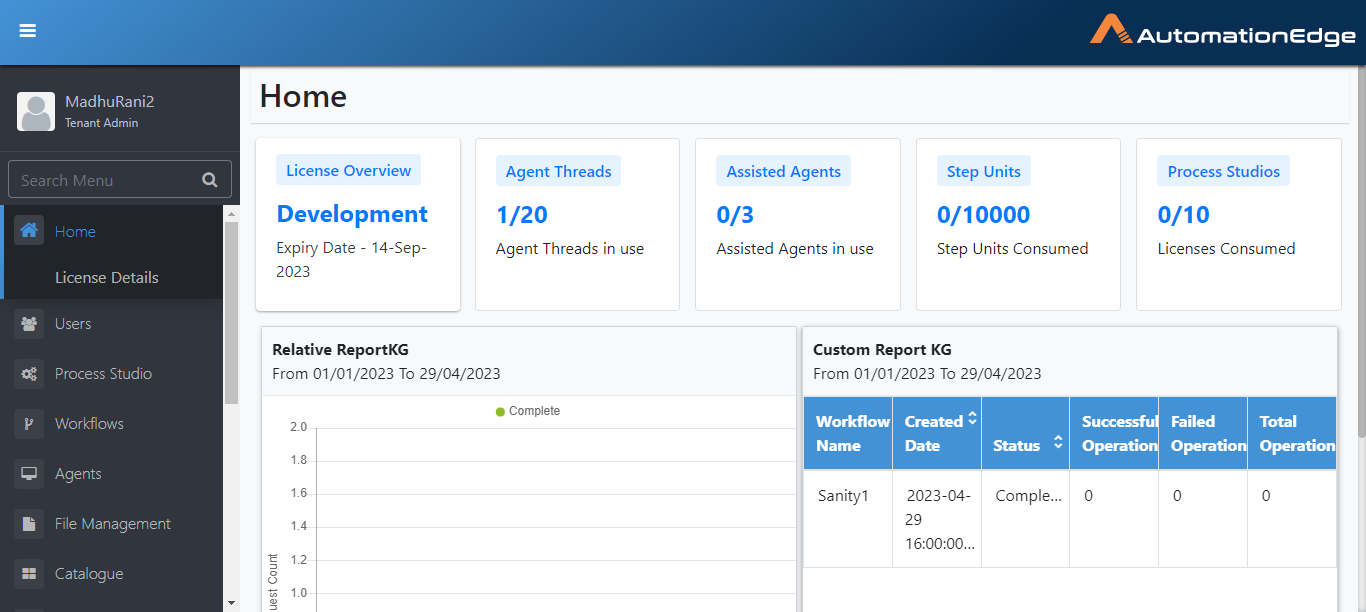 AutomationEdge
MadhuRani2
Tenant Admin
Search Menu
Home
License Details
Users
Process Studio
Workflows
Agents
File Management
Catalogue
Home
License Overview
Development
Expiry Date - 14-Sep-
2023
Agent Threads
1/20
Agent Threads in use
Assisted Agents
0/3
Assisted Agents in use
Step Units
0/10000
Step Units Consumed
Process Studios
0/10
Licenses Consumed
Relative ReportKG
From 01/01/2023 To 29/04/2023
Complete
2.0
1.8
1.6
1.4
1.2
1.0
uest Count
Custom Report KG
From 01/01/2023 To 29/04/2023
Workflow
Name
Created
Date
Status
Successful
Operation
Failed
Operation
Total
Operation
Sanity1
2023-04-
29
16:00:00...
Comple...
0
0
0